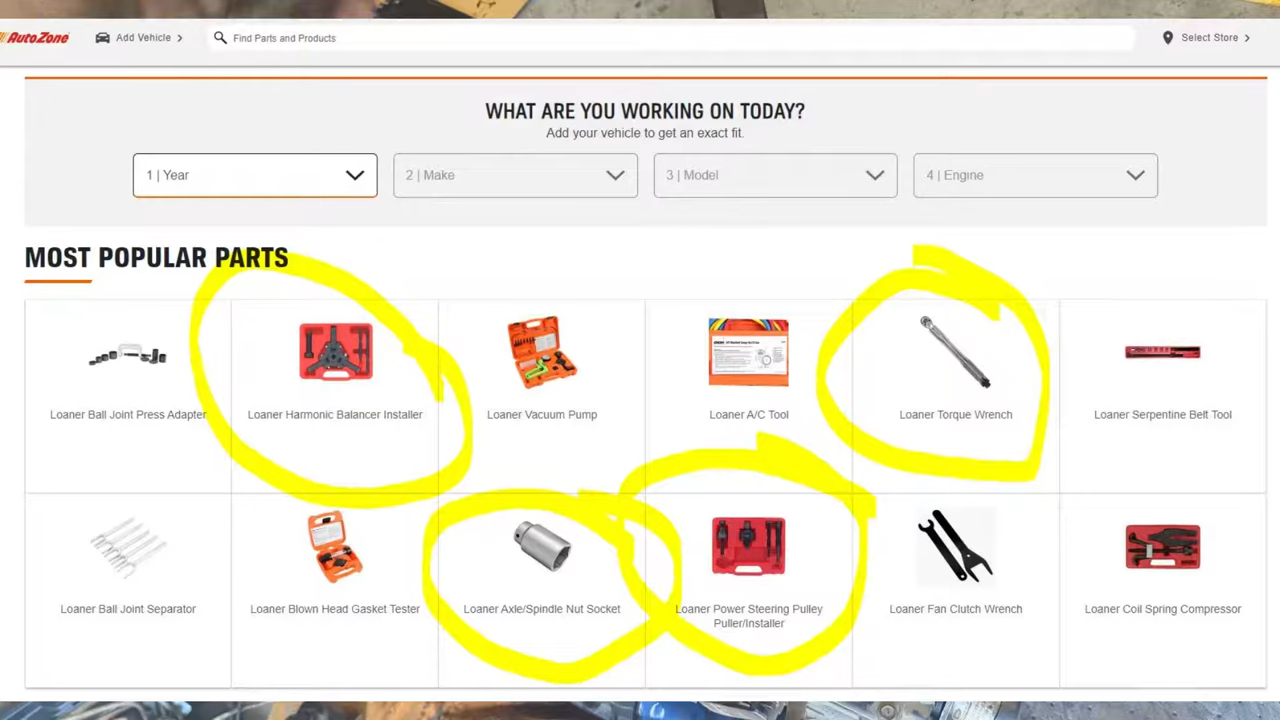 AutoZone
Add Vehicle
Find Parts and Products
Select Store
WHAT ARE YOU WORKING ON TODAY?
Add your vehicle to get an exact fit.
1 | Year
2 | Make
3 | Model
4 | Engine
MOST POPULAR PARTS
Loaner Ball Joint Press Adapter
Loaner Harmonic Balancer Installer
Loaner Vacuum Pump
Loaner A/C Tool
Loaner Torque Wrench
Loaner Serpentine Belt Tool
Loaner Ball Joint Separator
Loaner Blown Head Gasket Tester
Loaner Axle/Spindle Nut Socket
Loaner Power Steering Pulley
Puller/Installer
Loaner Fan Clutch Wrench
Loaner Coil Spring Compressor